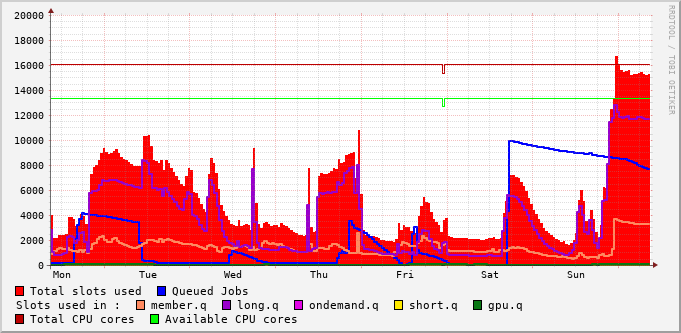 RRDTOOL / TOBI OETIKER
20000
18000
16000
14000
12000
10000
8000
6000
4000
2000
0
Mon Tue Wed Thu Fri Sat Sun
Total slots used Queued Jobs
Slots used in : member.q long.q ondemand.q short.q gpu.q
Total CPU cores Available CPU cores